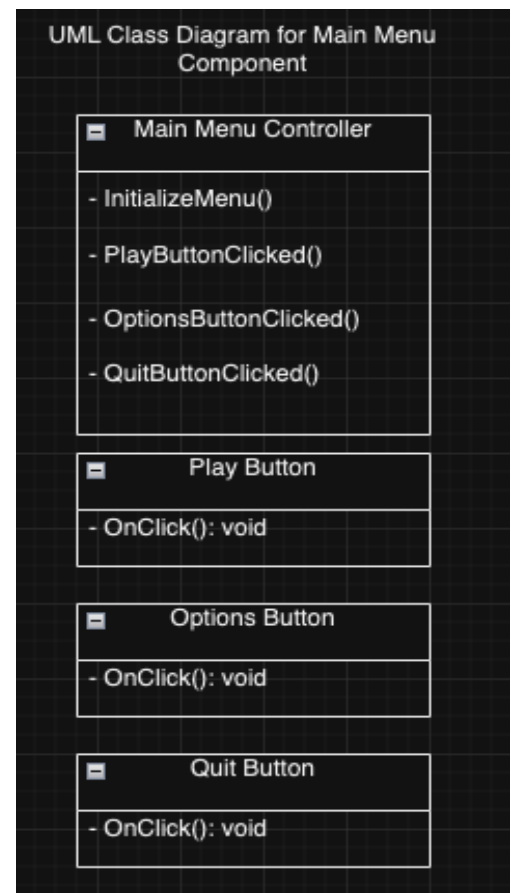 UML Class Diagram for Main Menu
Component
Main Menu Controller
- InitializeMenu()
- PlayButtonClicked()
- OptionsButtonClicked()
- QuitButtonClicked()
Play Button
- OnClick(): void
Options Button
- OnClick(): void
Quit Button
- OnClick(): void